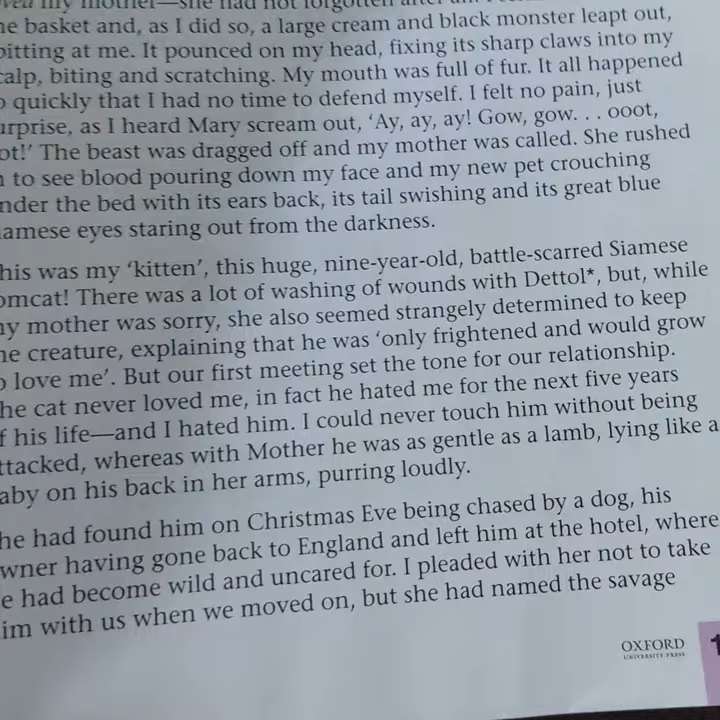 my mother—she had not forgotten after all.
he basket and, as I did so, a large cream and black monster leapt out,
pitting at me. It pounced on my head, fixing its sharp claws into my
calp, biting and scratching. My mouth was full of fur. It all happened
o quickly that I had no time to defend myself. I felt no pain, just
urprise, as I heard Mary scream out, ‘Ay, ay, ay! Gow, gow. . . ooot,
ot!’ The beast was dragged off and my mother was called. She rushed
n to see blood pouring down my face and my new pet crouching
nder the bed with its ears back, its tail swishing and its great blue
iamese eyes staring out from the darkness.
his was my ‘kitten’, this huge, nine-year-old, battle-scarred Siamese
omcat! There was a lot of washing of wounds with Dettol*, but, while
ny mother was sorry, she also seemed strangely determined to keep
he creature, explaining that he was ‘only frightened and would grow
o love me’. But our first meeting set the tone for our relationship.
he cat never loved me, in fact he hated me for the next five years
f his life—and I hated him. I could never touch him without being
ttacked, whereas with Mother he was as gentle as a lamb, lying like a
aby on his back in her arms, purring loudly.
he had found him on Christmas Eve being chased by a dog, his
wner having gone back to England and left him at the hotel, where
e had become wild and uncared for. I pleaded with her not to take
im with us when we moved on, but she had named the savage
OXFORD
UNIVERSITY PRESS
1